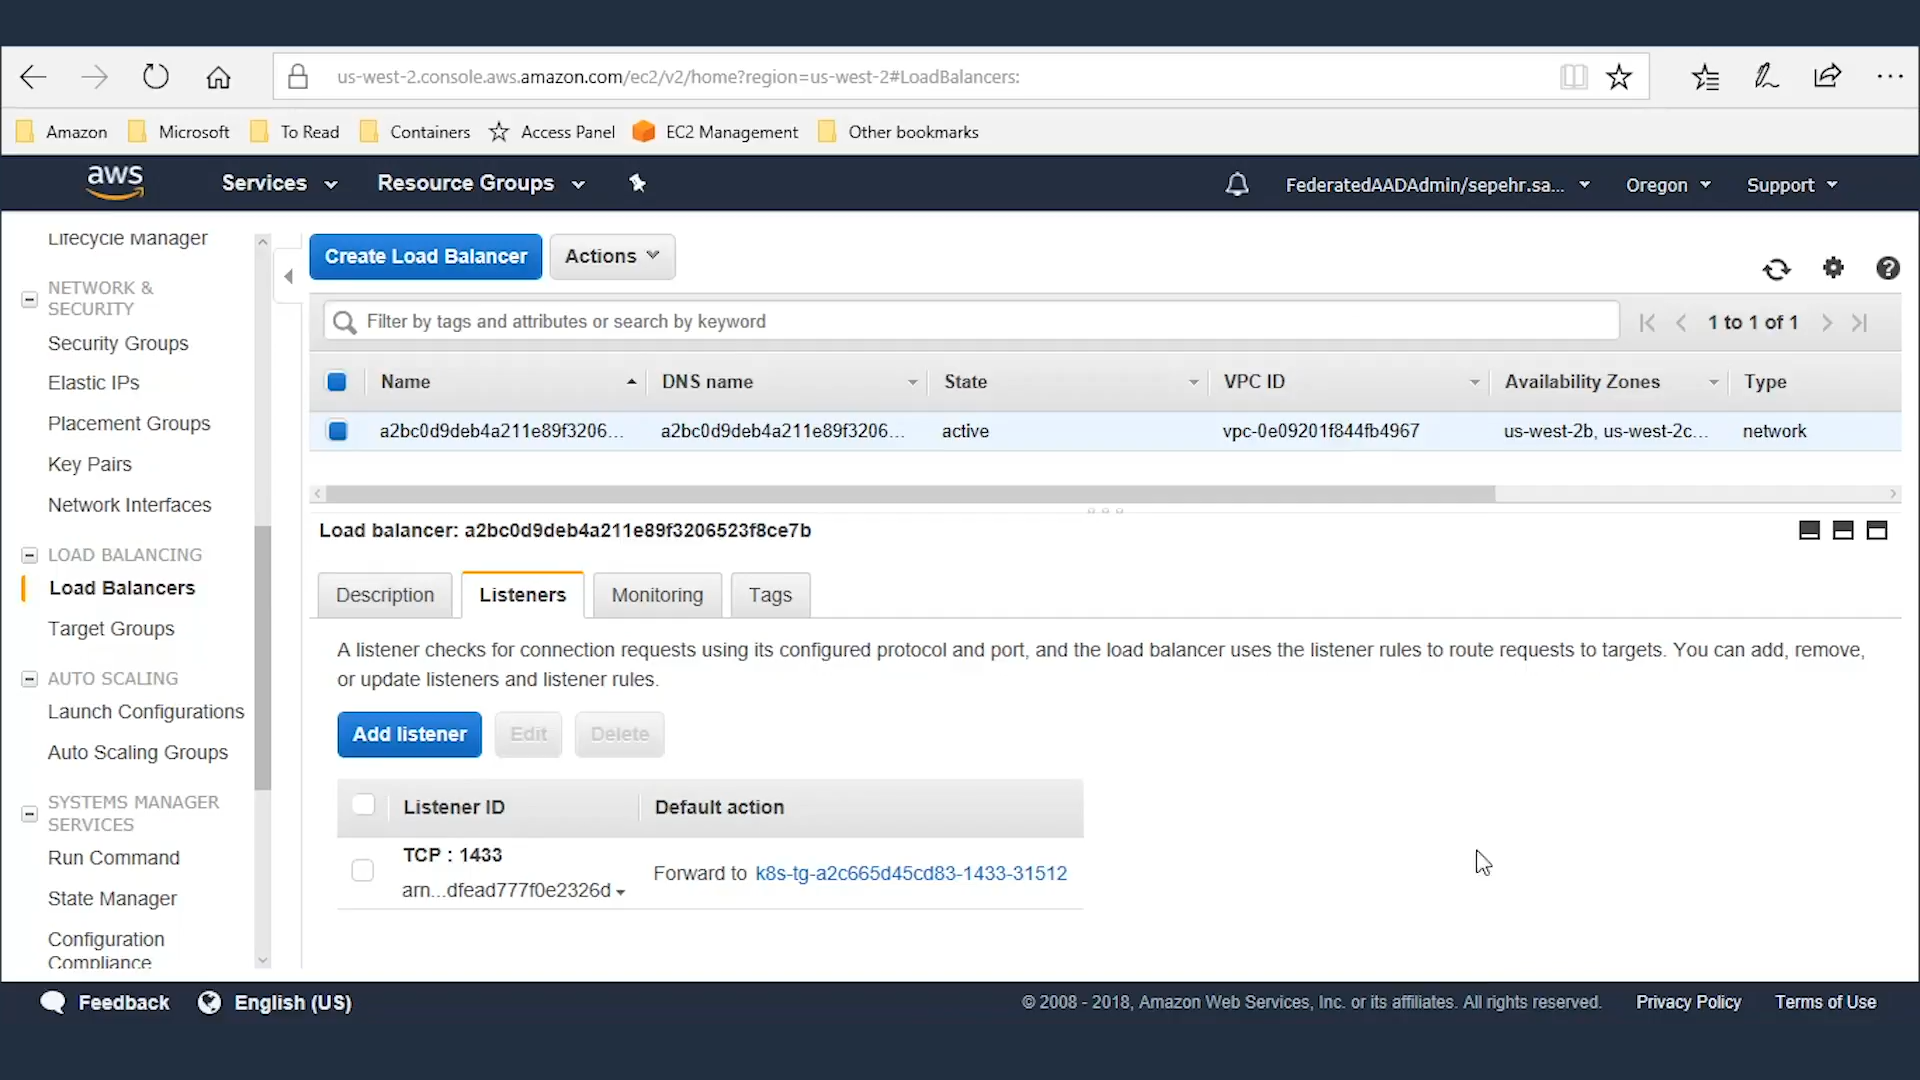 us-west-2.console.aws.amazon.com/ec2/v2/home?region=us-west-2#LoadBalancers:
Amazon Microsoft To Read Containers Access Panel EC2 Management Other bookmarks
aws Services Resource Groups FederatedAADAdmin/sepehr.sa... Oregon Support
Lifecycle Manager
NETWORK &
SECURITY
Security Groups
Elastic IPs
Placement Groups
Key Pairs
Network Interfaces
LOAD BALANCING
Load Balancers
Target Groups
AUTO SCALING
Launch Configurations
Auto Scaling Groups
SYSTEMS MANAGER
SERVICES
Run Command
State Manager
Configuration
Compliance
Create Load Balancer Actions
Filter by tags and attributes or search by keyword 1 to 1 of 1
Name DNS name State VPC ID Availability Zones Type
a2bc0d9deb4a211e89f3206... a2bc0d9deb4a211e89f3206... active vpc-0e09201f844fb4967 us-west-2b, us-west-2c... network
Load balancer: a2bc0d9deb4a211e89f3206523f8ce7b
Description Listeners Monitoring Tags
A listener checks for connection requests using its configured protocol and port, and the load balancer uses the listener rules to route requests to targets. You can add, remove,
or update listeners and listener rules.
Add listener Edit Delete
Listener ID Default action
TCP : 1433
arn...dfead777f0e2326d
Forward to k8s-tg-a2c665d45cd83-1433-31512
Feedback English (US) © 2008 - 2018, Amazon Web Services, Inc. or its affiliates. All rights reserved. Privacy Policy Terms of Use